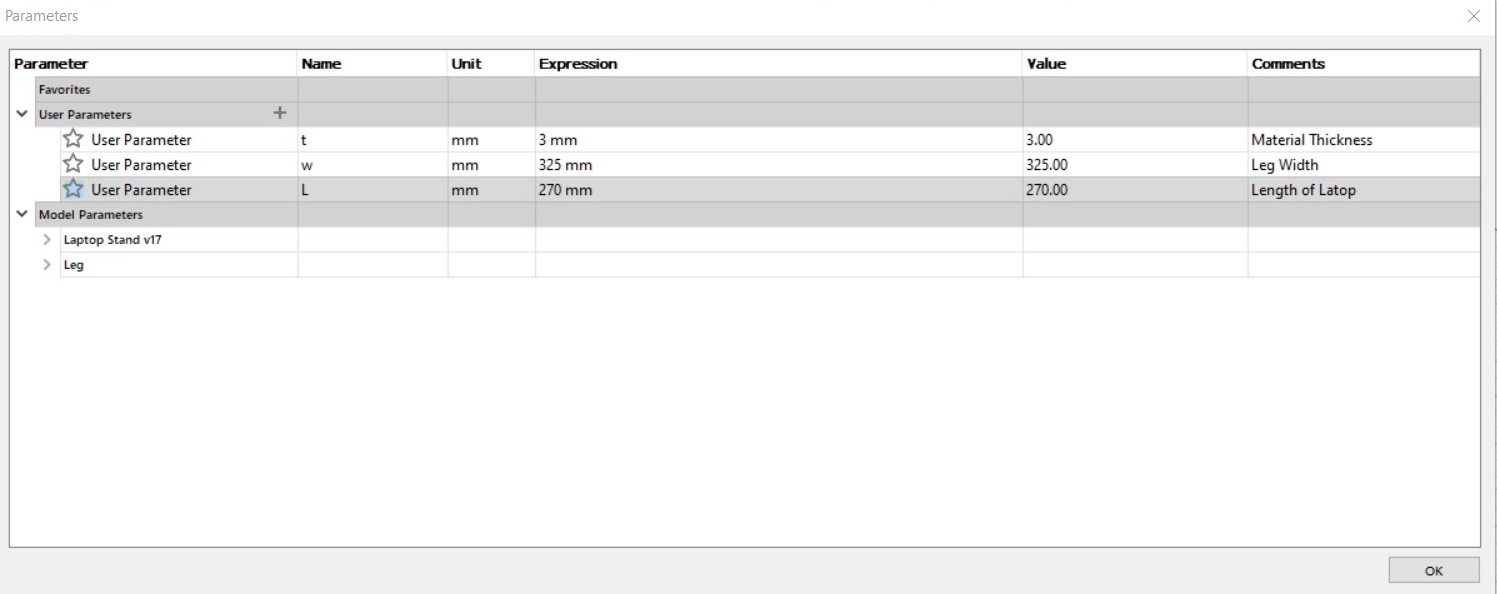 Parameters
Parameter Name Unit Expression Value Comments
Favorites
User Parameters
User Parameter t mm 3 mm 3.00 Material Thickness
User Parameter w mm 325 mm 325.00 Leg Width
User Parameter L mm 270 mm 270.00 Length of Latop
Model Parameters
Laptop Stand v17
Leg
OK